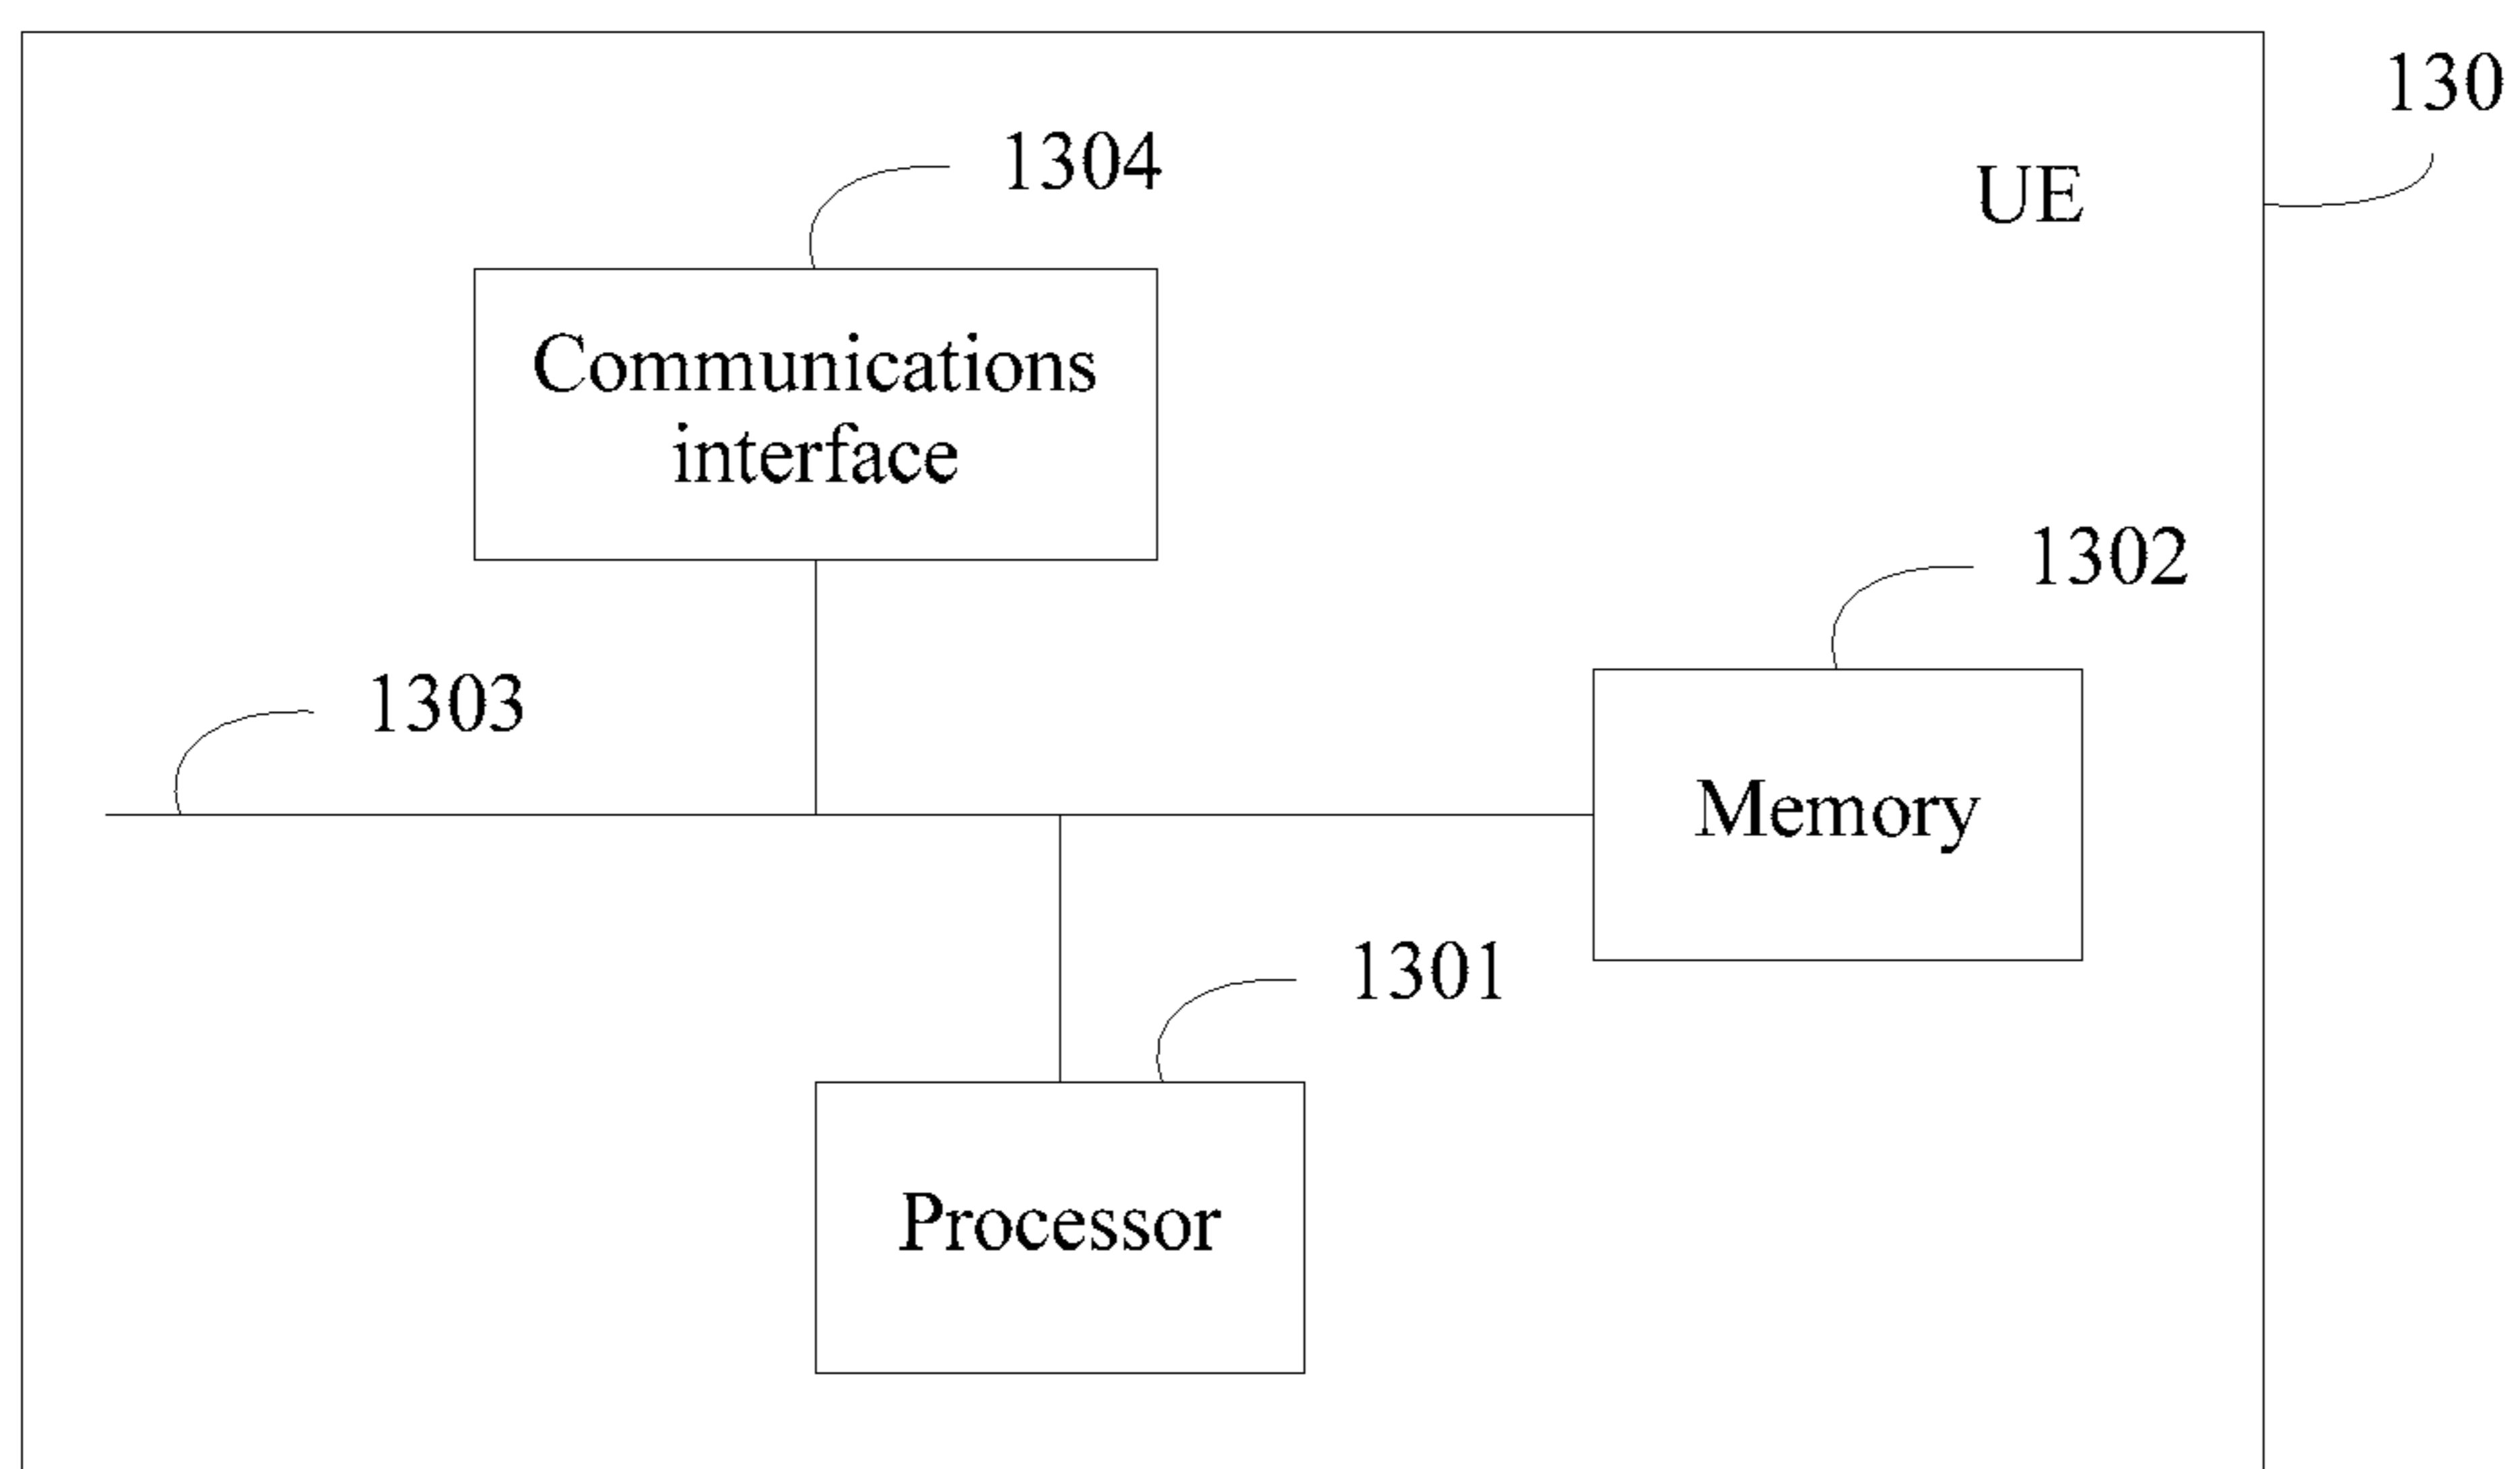 130
1304
UE
Communications
interface
1302
1303
Memory
1301
Processor